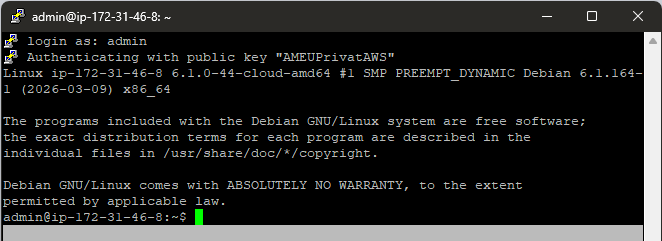 admin@ip-172-31-46-8: ~
login as: admin
Authenticating with public key "AMEUPrivatAWS"
Linux ip-172-31-46-8 6.1.0-44-cloud-amd64 #1 SMP PREEMPT_DYNAMIC Debian 6.1.164-
1 (2026-03-09) x86_64
The programs included with the Debian GNU/Linux system are free software;
the exact distribution terms for each program are described in the
individual files in /usr/share/doc/*/copyright.
Debian GNU/Linux comes with ABSOLUTELY NO WARRANTY, to the extent
permitted by applicable law.
admin@ip-172-31-46-8:~$